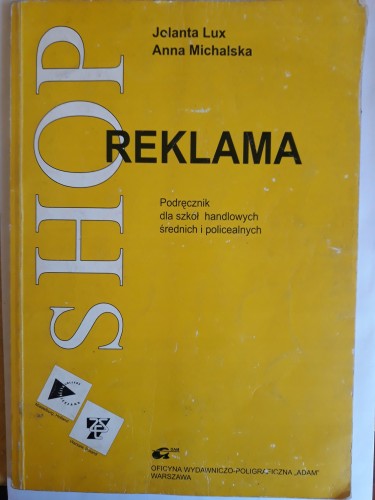 Jolanta Lux
Anna Michalska
SHOP
REKLAMA
Podręcznik
dla szkół handlowych
średnich i policealnych
OFICYNA WYDAWNICZO-POLIGRAFICZNA „ADAM”
WARSZAWA